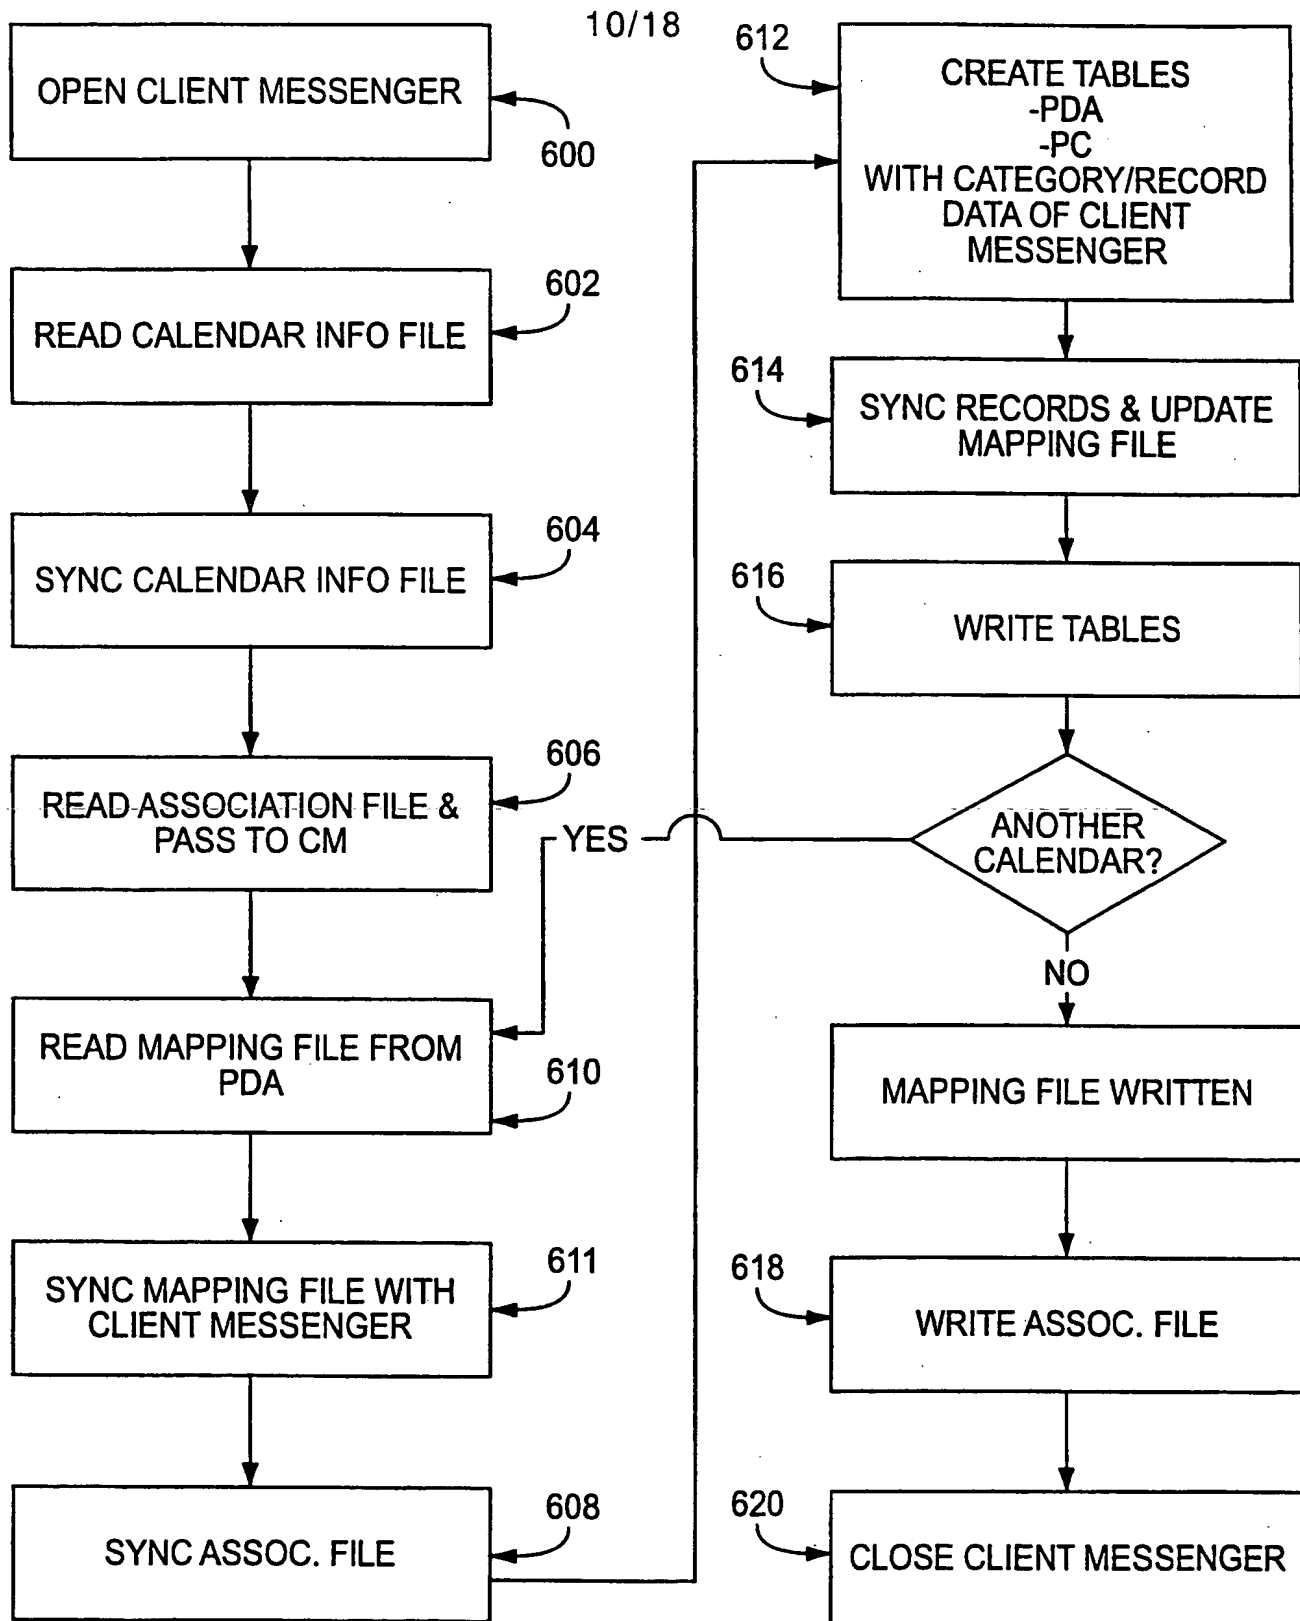 10/18
OPEN CLIENT MESSENGER
600
READ CALENDAR INFO FILE
602
SYNC CALENDAR INFO FILE
604
READ ASSOCIATION FILE &
PASS TO CM
606
READ MAPPING FILE FROM
PDA
610
SYNC MAPPING FILE WITH
CLIENT MESSENGER
611
SYNC ASSOC. FILE
608
612
CREATE TABLES
-PDA
-PC
WITH CATEGORY/RECORD
DATA OF CLIENT
MESSENGER
614
SYNC RECORDS & UPDATE
MAPPING FILE
616
WRITE TABLES
ANOTHER
CALENDAR?
YES
NO
MAPPING FILE WRITTEN
618
WRITE ASSOC. FILE
620
CLOSE CLIENT MESSENGER